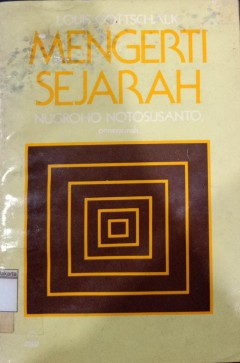 LOUIS GOTTSCHALK
MENGERTI
SEJARAH
NUGROHO NOTOSUSANTO